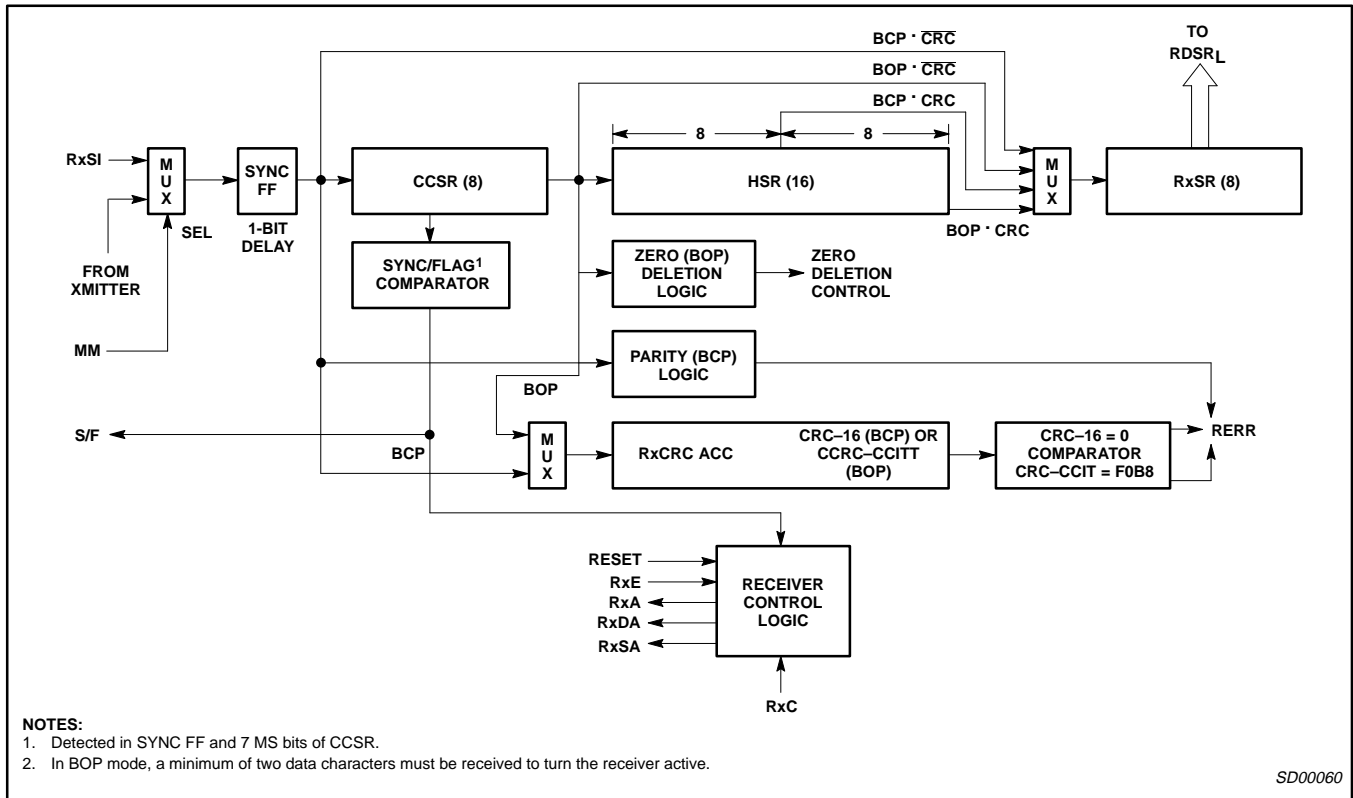 BCP · CRC
BOP · CRC
BCP · CRC
TO
RDSRL
8
8
RxSI
M
U
X
SYNC
FF
CCSR (8)
HSR (16)
M
U
X
RxSR (8)
SEL
1-BIT
DELAY
BOP · CRC
FROM
XMITTER
SYNC/FLAG1
COMPARATOR
ZERO (BOP)
DELETION
LOGIC
ZERO
DELETION
CONTROL
MM
PARITY (BCP)
LOGIC
BOP
S/F
BCP
M
U
X
RxCRC ACC
CRC–16 (BCP) OR
CCRC–CCITT
(BOP)
CRC–16 = 0
COMPARATOR
CRC–CCIT = F0B8
RERR
RESET
RxE
RxA
RxDA
RxSA
RECEIVER
CONTROL
LOGIC
RxC
NOTES:
1. Detected in SYNC FF and 7 MS bits of CCSR.
2. In BOP mode, a minimum of two data characters must be received to turn the receiver active.
SD00060